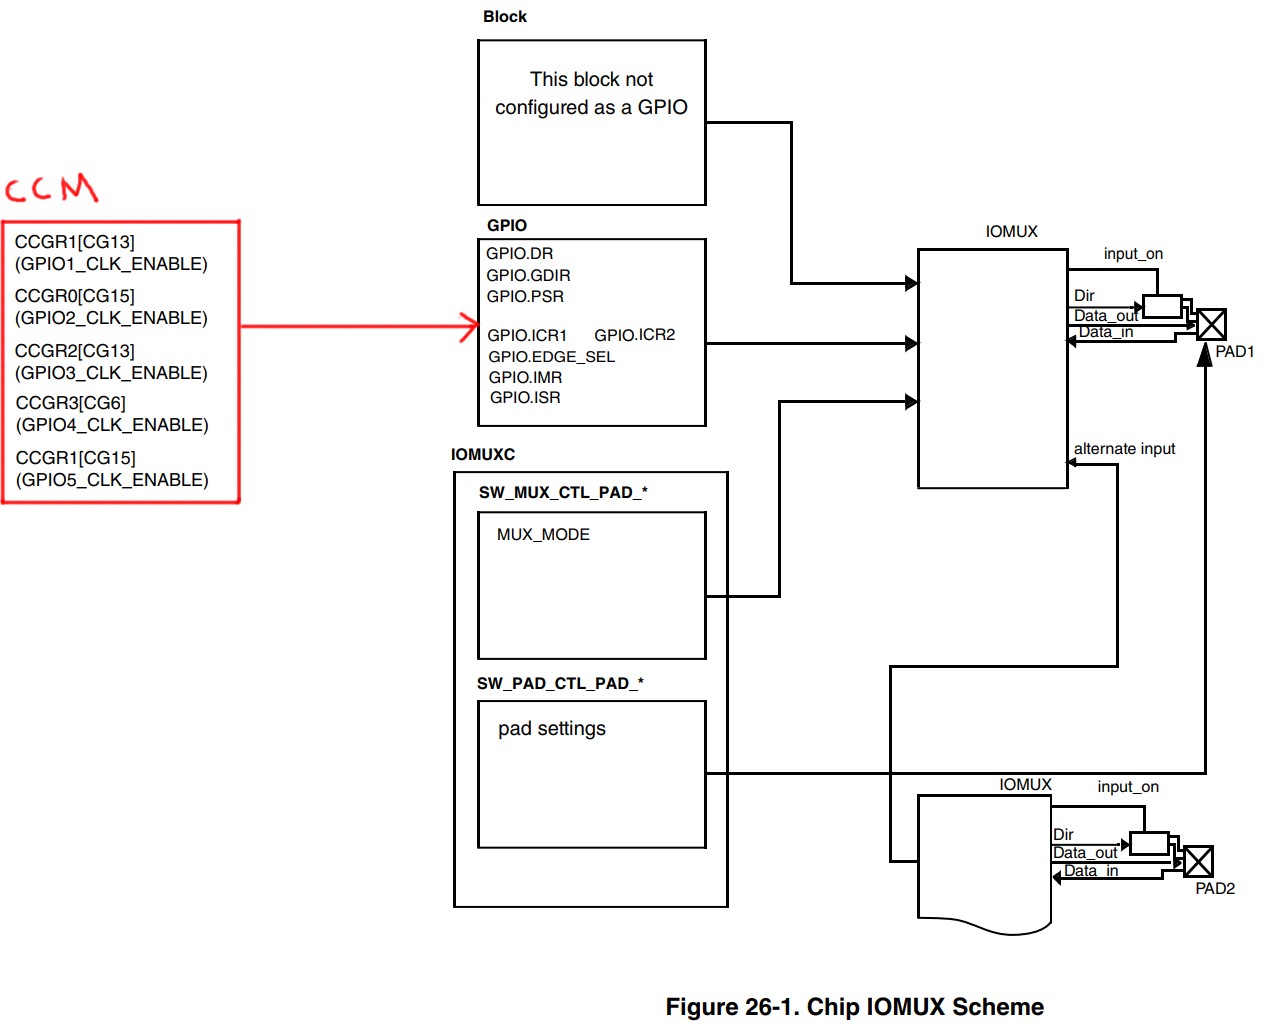 Block
This block not
configured as a GPIO
CCM
CCGR1[CG13]
(GPIO1_CLK_ENABLE)
CCGR0[CG15]
(GPIO2_CLK_ENABLE)
CCGR2[CG13]
(GPIO3_CLK_ENABLE)
CCGR3[CG6]
(GPIO4_CLK_ENABLE)
CCGR1[CG15]
(GPIO5_CLK_ENABLE)
GPIO
GPIO.DR
GPIO.GDIR
GPIO.PSR
GPIO.ICR1 GPIO.ICR2
GPIO.EDGE_SEL
GPIO.IMR
GPIO.ISR
IOMUXC
SW_MUX_CTL_PAD_*
MUX_MODE
SW_PAD_CTL_PAD_*
pad settings
IOMUX
input_on
Dir
Data_out
Data_in
PAD1
alternate input
IOMUX
input_on
Dir
Data_out
Data_in
PAD2
Figure 26-1. Chip IOMUX Scheme